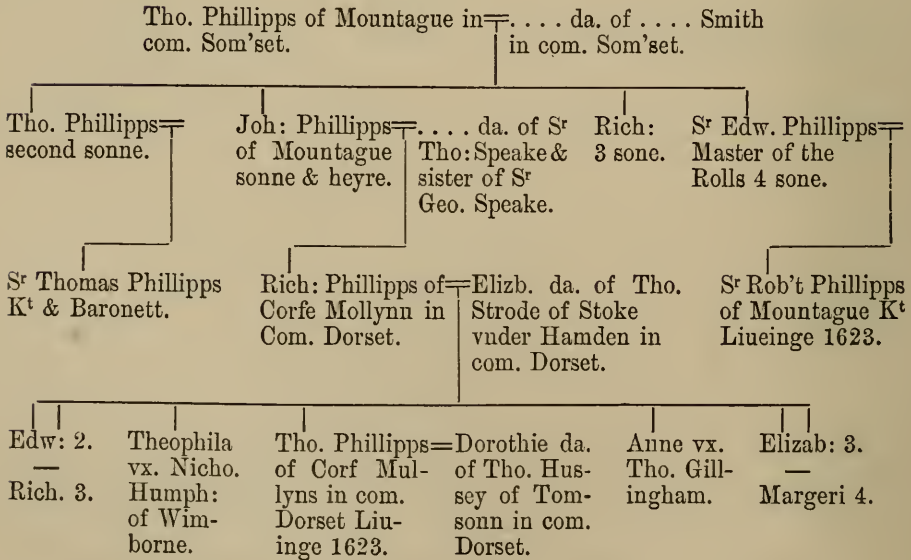 Tho. Phillipps of Mountague in=. . . . da. of . . . . Smith
com. Som’set. in com. Som’set.
Tho. Phillipps=
second sonne.
Joh: Phillipps=. . . . da. of Sʳ
of Mountague Tho: Speake &
sonne & heyre. sister of Sʳ
Geo. Speake.
Rich:
3 sone.
Sʳ Edw. Phillipps=
Master of the
Rolls 4 sone.
Sʳ Thomas Phillipps
Kᵗ & Baronett.
Rich: Phillipps of=Elizb. da. of Tho.
Corfe Mollynn in Strode of Stoke
Com. Dorset. vnder Hamden in
com. Dorset.
Sʳ Rob’t Phillipps
of Mountague Kᵗ
Liueinge 1623.
Edw: 2.
—
Rich. 3.
Theophila
vx. Nicho.
Humph:
of Wim-
borne.
Tho. Phillipps=Dorothie da.
of Corf Mul- of Tho. Hus-
lyns in com. sey of Tom-
Dorset Liu- sonn in com.
inge 1623. Dorset.
Anne vx.
Tho. Gill-
ingham.
Elizab: 3.
—
Margeri 4.